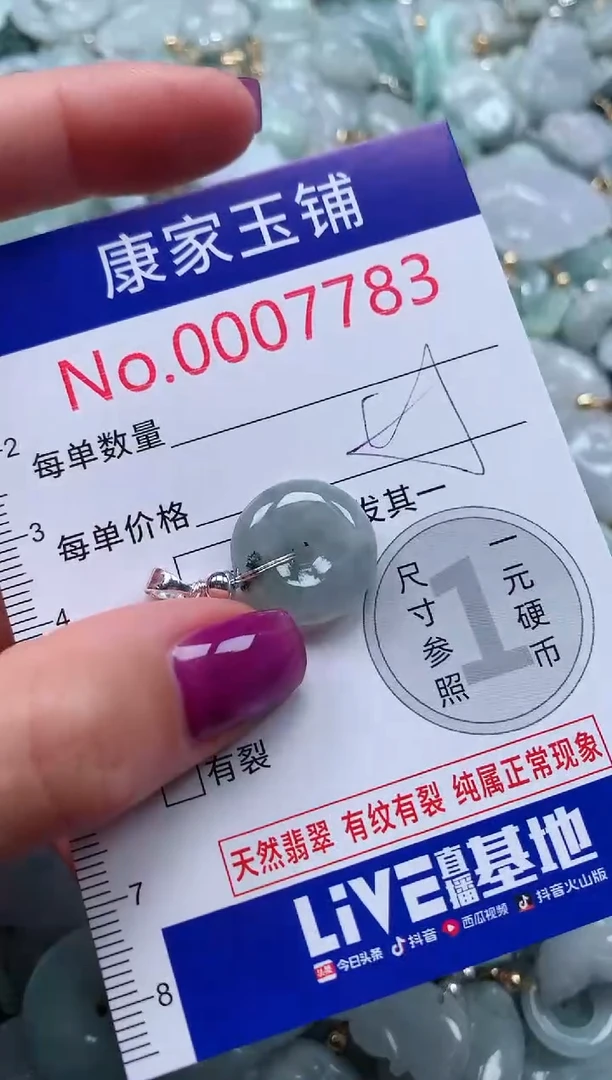 康家玉铺
No.0007783
2
每单数量
3
每单价格
发其一
4
尺寸参照
1
一元硬币
有裂
天然翡翠 有纹有裂 纯属正常现象
7
LiVE直播基地
8
头条 今日头条 抖音 西瓜视频 抖音火山版